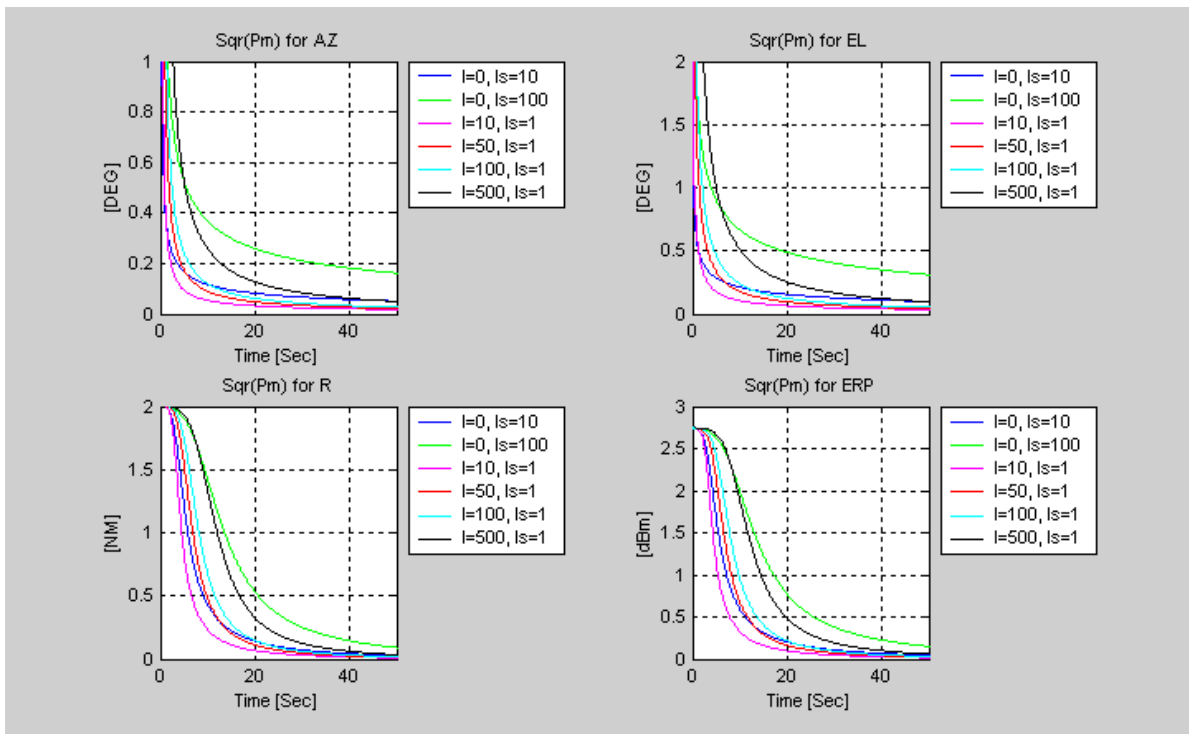 Sqr(Pm) for AZ
1
0.8
0.6
0.4
0.2
0
[DEG]
0
20
40
Time [Sec]
I=0, Is=10
I=0, Is=100
I=10, Is=1
I=50, Is=1
I=100, Is=1
I=500, Is=1
Sqr(Pm) for EL
2
1.5
1
0.5
0
[DEG]
0
20
40
Time [Sec]
I=0, Is=10
I=0, Is=100
I=10, Is=1
I=50, Is=1
I=100, Is=1
I=500, Is=1
Sqr(Pm) for R
2
1.5
1
0.5
0
[NM]
0
20
40
Time [Sec]
I=0, Is=10
I=0, Is=100
I=10, Is=1
I=50, Is=1
I=100, Is=1
I=500, Is=1
Sqr(Pm) for ERP
3
2.5
2
1.5
1
0.5
0
[dBm]
0
20
40
Time [Sec]
I=0, Is=10
I=0, Is=100
I=10, Is=1
I=50, Is=1
I=100, Is=1
I=500, Is=1